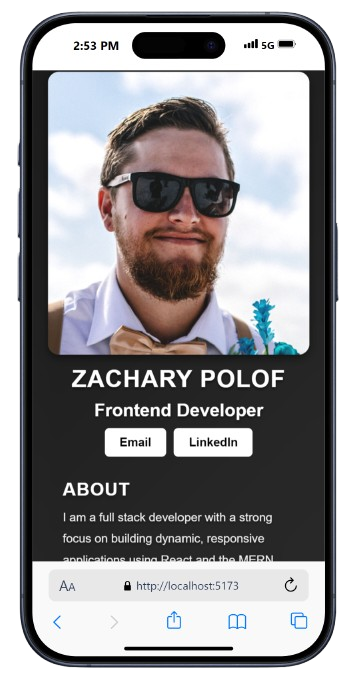 2:53 PM 5G
ZACHARY POLOF
Frontend Developer
Email LinkedIn
ABOUT
I am a full stack developer with a strong
focus on building dynamic, responsive
applications using React and the MERN
AA http://localhost:5173